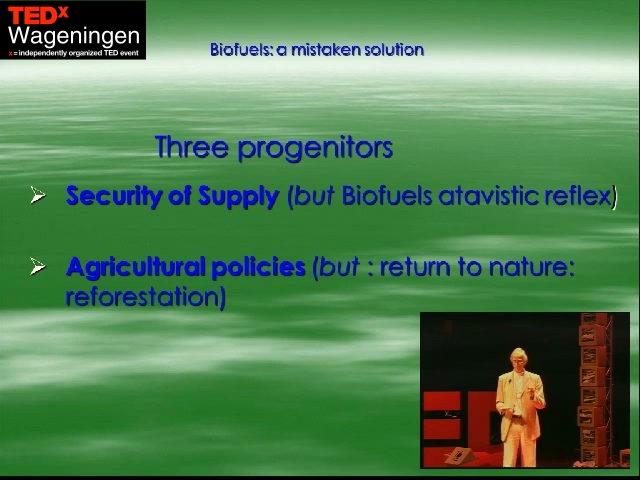 TEDx
Wageningen
x = independently organized TED event
Biofuels: a mistaken solution
Three progenitors
Security of Supply (but Biofuels atavistic reflex)
Agricultural policies (but : return to nature:
reforestation)
ED